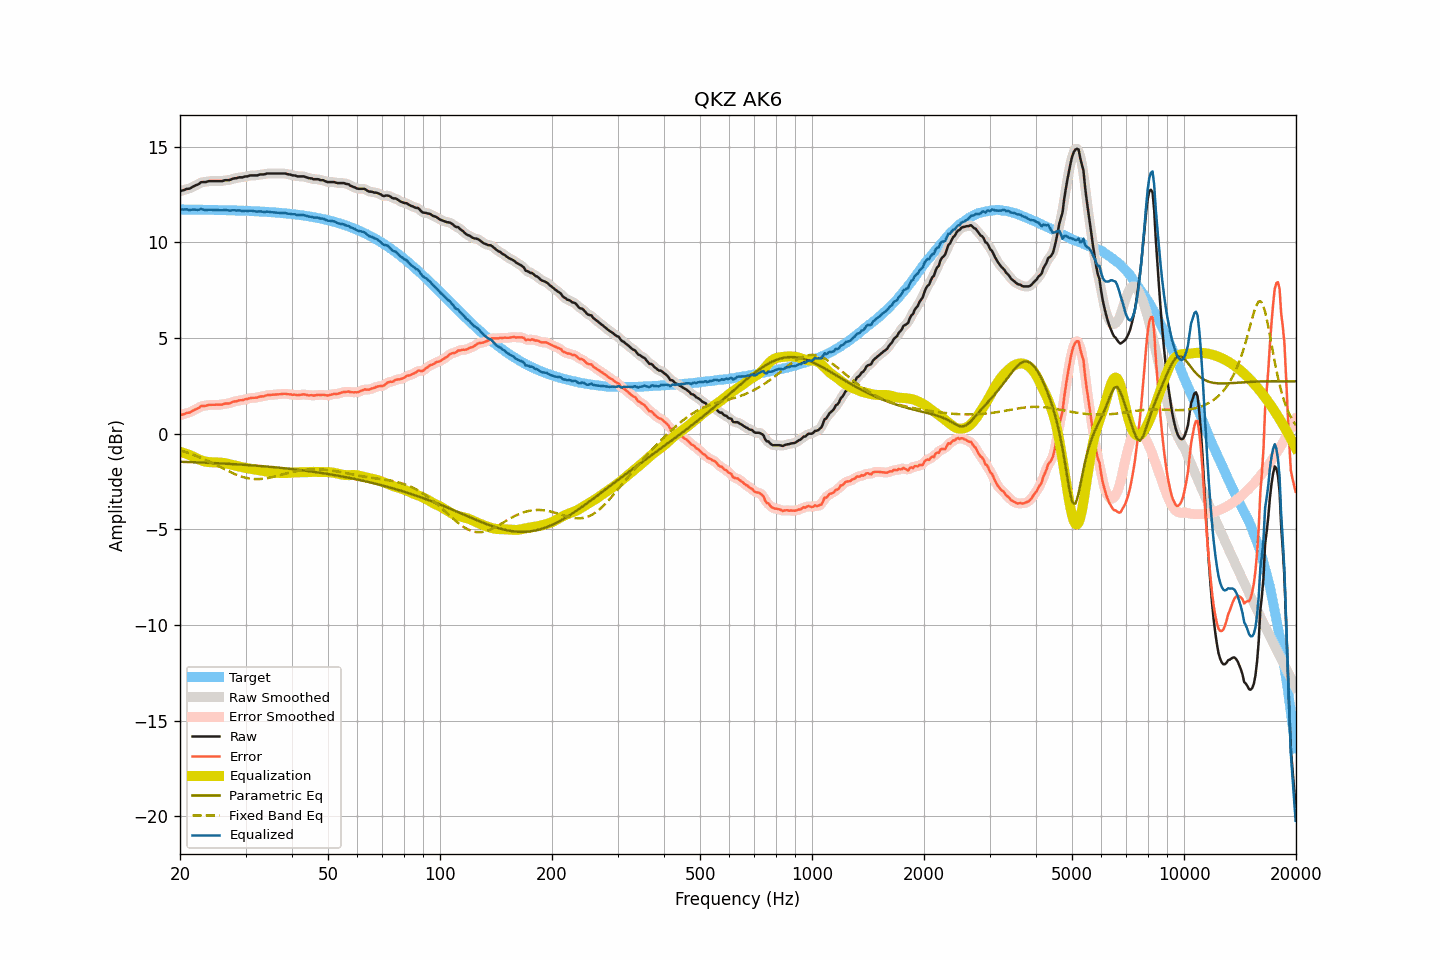 QKZ AK6
15
10
5
0
−5
−10
−15
−20
Amplitude (dBr)
Target
Raw Smoothed
Error Smoothed
Raw
Error
Equalization
Parametric Eq
Fixed Band Eq
Equalized
20 50 100 200 500 1000 2000 5000 10000 20000
Frequency (Hz)